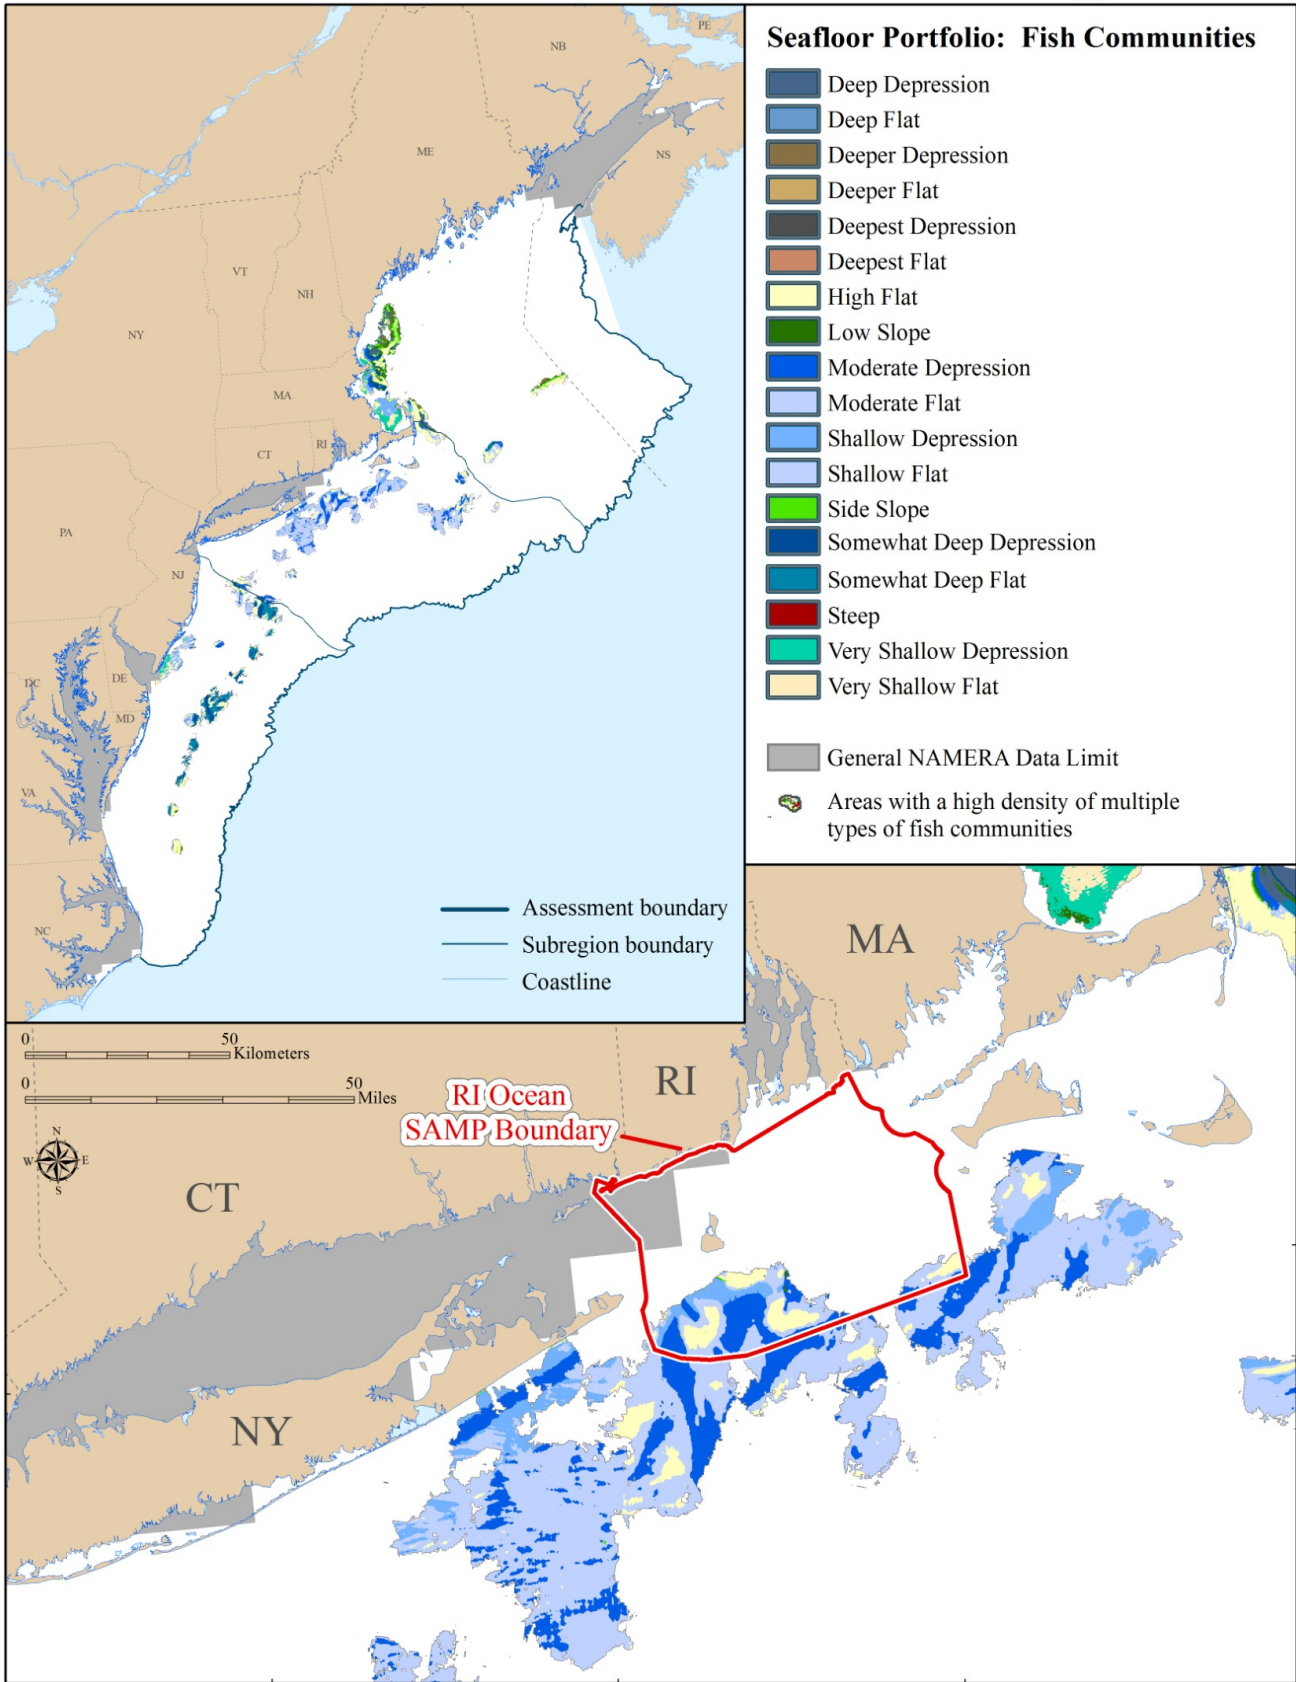 PE
NB
ME
NS
VT
NH
NY
MA
CT
RI
PA
NJ
DC
DE
MD
VA
NC
Assessment boundary
Subregion boundary
Coastline
Seafloor Portfolio: Fish Communities
Deep Depression
Deep Flat
Deeper Depression
Deeper Flat
Deepest Depression
Deepest Flat
High Flat
Low Slope
Moderate Depression
Moderate Flat
Shallow Depression
Shallow Flat
Side Slope
Somewhat Deep Depression
Somewhat Deep Flat
Steep
Very Shallow Depression
Very Shallow Flat
General NAMERA Data Limit
Areas with a high density of multiple
types of fish communities
0 50
Kilometers
0 50
Miles
N
W E
S
MA
RI
RI Ocean
SAMP Boundary
CT
NY